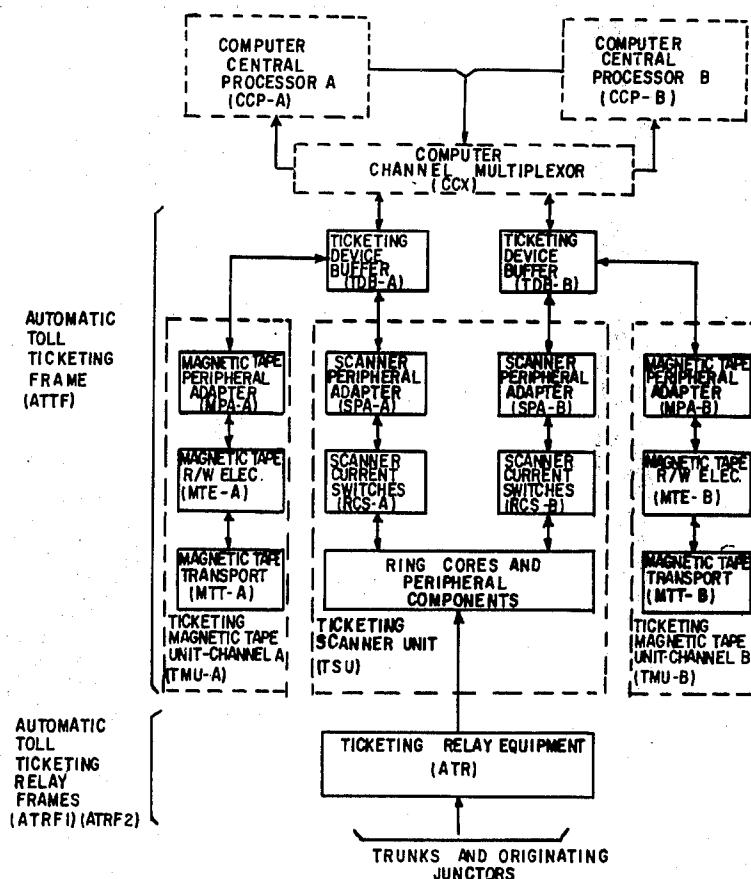 COMPUTER
CENTRAL
PROCESSOR A
(CCP-A)
COMPUTER
CENTRAL
PROCESSOR B
(CCP-B)
COMPUTER
CHANNEL MULTIPLEXOR
(CCX)
TICKETING
DEVICE
BUFFER
(TDB-A)
TICKETING
DEVICE
BUFFER
(TDB-B)
AUTOMATIC
TOLL
TICKETING
FRAME
(ATTF)
MAGNETIC TAPE
PERIPHERAL
ADAPTER
(MPA-A)
SCANNER
PERIPHERAL
ADAPTER
(SPA-A)
SCANNER
PERIPHERAL
ADAPTER
(SPA-B)
MAGNETIC TAPE
PERIPHERAL
ADAPTER
(MPA-B)
MAGNETIC TAPE
R/W ELEC.
(MTE-A)
SCANNER
CURRENT
SWITCHES
(RCS-A)
SCANNER
CURRENT
SWITCHES
(RCS-B)
MAGNETIC TAPE
R/W ELEC.
(MTE-B)
MAGNETIC TAPE
TRANSPORT
(MTT-A)
RING CORES AND
PERIPHERAL
COMPONENTS
MAGNETIC TAPE
TRANSPORT
(MTT-B)
TICKETING
MAGNETIC TAPE
UNIT-CHANNEL A
(TMU-A)
TICKETING
SCANNER UNIT
(TSU)
TICKETING
MAGNETIC TAPE
UNIT-CHANNEL B
(TMU-B)
AUTOMATIC
TOLL
TICKETING
RELAY
FRAMES
(ATRF1)(ATRF2)
TICKETING RELAY EQUIPMENT
(ATR)
TRUNKS AND ORIGINATING
JUNCTORS